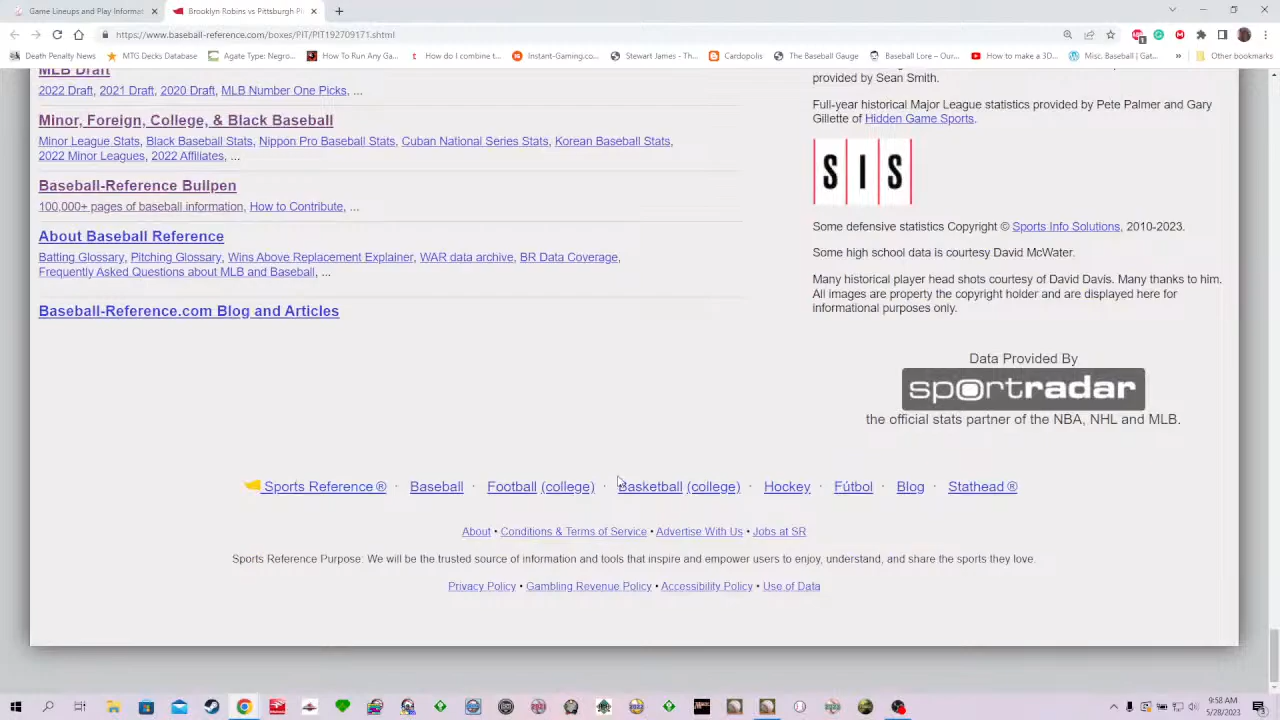 Game Lineups and Play Informat
Brooklyn Robins vs Pittsburgh Pi
https://www.baseball-reference.com/boxes/PIT/PIT192709171.shtml
Death Penalty News
MTG Decks Database
Agate Type: Negro...
How To Run Any Ga...
How do I combine t...
Instant-Gaming.co...
Stewart James - Th...
Cardopolis
The Baseball Gauge
Baseball Lore – Our...
How to make a 3D...
Misc. Baseball | Gat...
»
Other bookmarks
MLB Draft
2022 Draft, 2021 Draft, 2020 Draft, MLB Number One Picks, ...
Minor, Foreign, College, & Black Baseball
Minor League Stats, Black Baseball Stats, Nippon Pro Baseball Stats, Cuban National Series Stats, Korean Baseball Stats,
2022 Minor Leagues, 2022 Affiliates, ...
Baseball-Reference Bullpen
100,000+ pages of baseball information, How to Contribute, ...
About Baseball Reference
Batting Glossary, Pitching Glossary, Wins Above Replacement Explainer, WAR data archive, BR Data Coverage,
Frequently Asked Questions about MLB and Baseball, ...
Baseball-Reference.com Blog and Articles
provided by Sean Smith.
Full-year historical Major League statistics provided by Pete Palmer and Gary
Gillette of Hidden Game Sports.
SIS
Some defensive statistics Copyright © Sports Info Solutions, 2010-2023.
Some high school data is courtesy David McWater.
Many historical player head shots courtesy of David Davis. Many thanks to him.
All images are property the copyright holder and are displayed here for
informational purposes only.
Data Provided By
sportradar
the official stats partner of the NBA, NHL and MLB.
Sports Reference ® · Baseball · Football (college) · Basketball (college) · Hockey · Fútbol · Blog · Stathead ®
About • Conditions & Terms of Service • Advertise With Us • Jobs at SR
Sports Reference Purpose: We will be the trusted source of information and tools that inspire and empower users to enjoy, understand, and share the sports they love.
Privacy Policy • Gambling Revenue Policy • Accessibility Policy • Use of Data
9:58 AM
5/28/2023